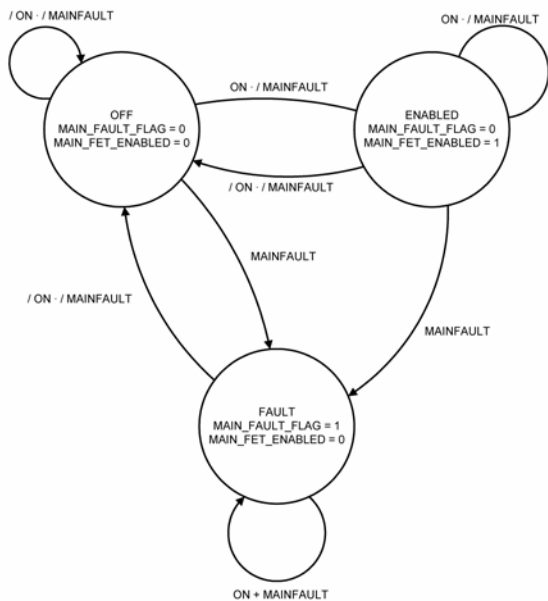 / ON · / MAINFAULT
ON · / MAINFAULT
ON · / MAINFAULT
OFF
MAIN_FAULT_FLAG = 0
MAIN_FET_ENABLED = 0
ENABLED
MAIN_FAULT_FLAG = 0
MAIN_FET_ENABLED = 1
/ ON · / MAINFAULT
MAINFAULT
/ ON · / MAINFAULT
MAINFAULT
FAULT
MAIN_FAULT_FLAG = 1
MAIN_FET_ENABLED = 0
ON + MAINFAULT